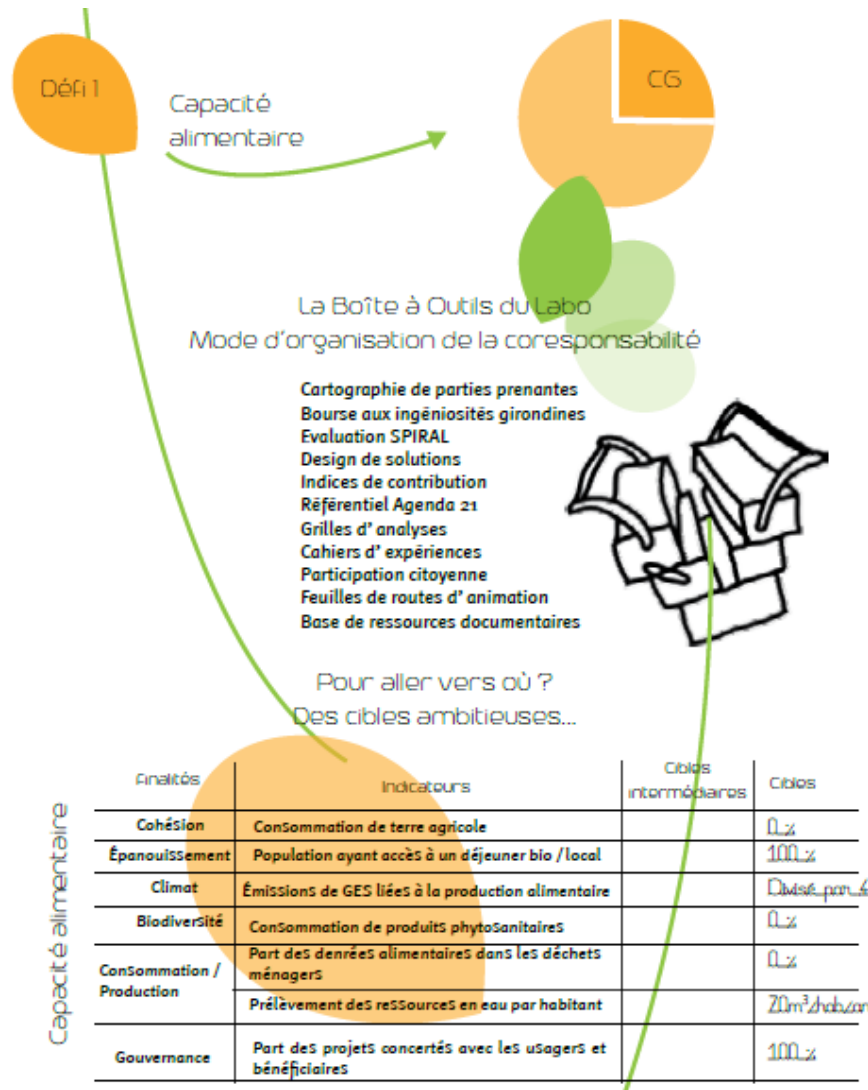 Défi 1
Capacité
alimentaire
CG
La Boîte à Outils du Labo
Mode d'organisation de la coresponsabilité
Cartographie de parties prenantes
Bourse aux ingéniosités girondines
Evaluation SPIRAL
Design de solutions
Indices de contribution
Référentiel Agenda 21
Grilles d' analyses
Cahiers d' expériences
Participation citoyenne
Feuilles de routes d' animation
Base de ressources documentaires
Pour aller vers où ?
Des cibles ambitieuses...
Capacité alimentaire
Finalités
Indicateurs
Cibles
intermédiaires
Cibles
Cohésion
Consommation de terre agricole
0 %
Épanouissement
Population ayant accès à un déjeuner bio / local
100 %
Climat
Émissions de GES liées à la production alimentaire
Divisé par 4
Biodiversité
Consommation de produits phytosanitaires
0 %
Consommation /
Production
Part des denrées alimentaires dans les déchets
ménagers
0 %
Prélèvement des ressources en eau par habitant
m³/hab/an
Gouvernance
Part des projets concertés avec les usagers et
bénéficiaires
100 %